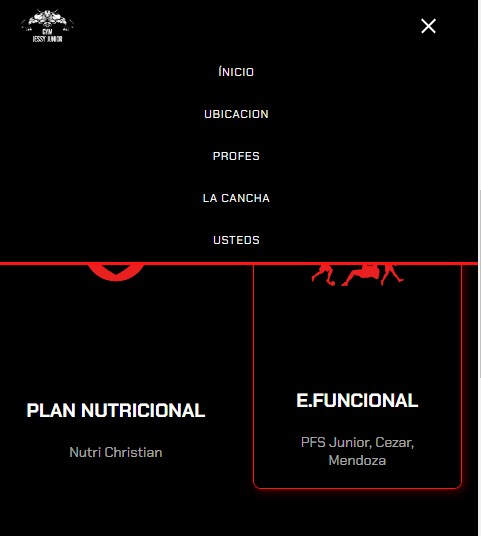 GYM
JESSY JUNIOR
ÍNICIO
UBICACION
PROFES
LA CANCHA
USTEDS
PLAN NUTRICIONAL
Nutri Christian
E.FUNCIONAL
PFS Junior, Cezar,
Mendoza